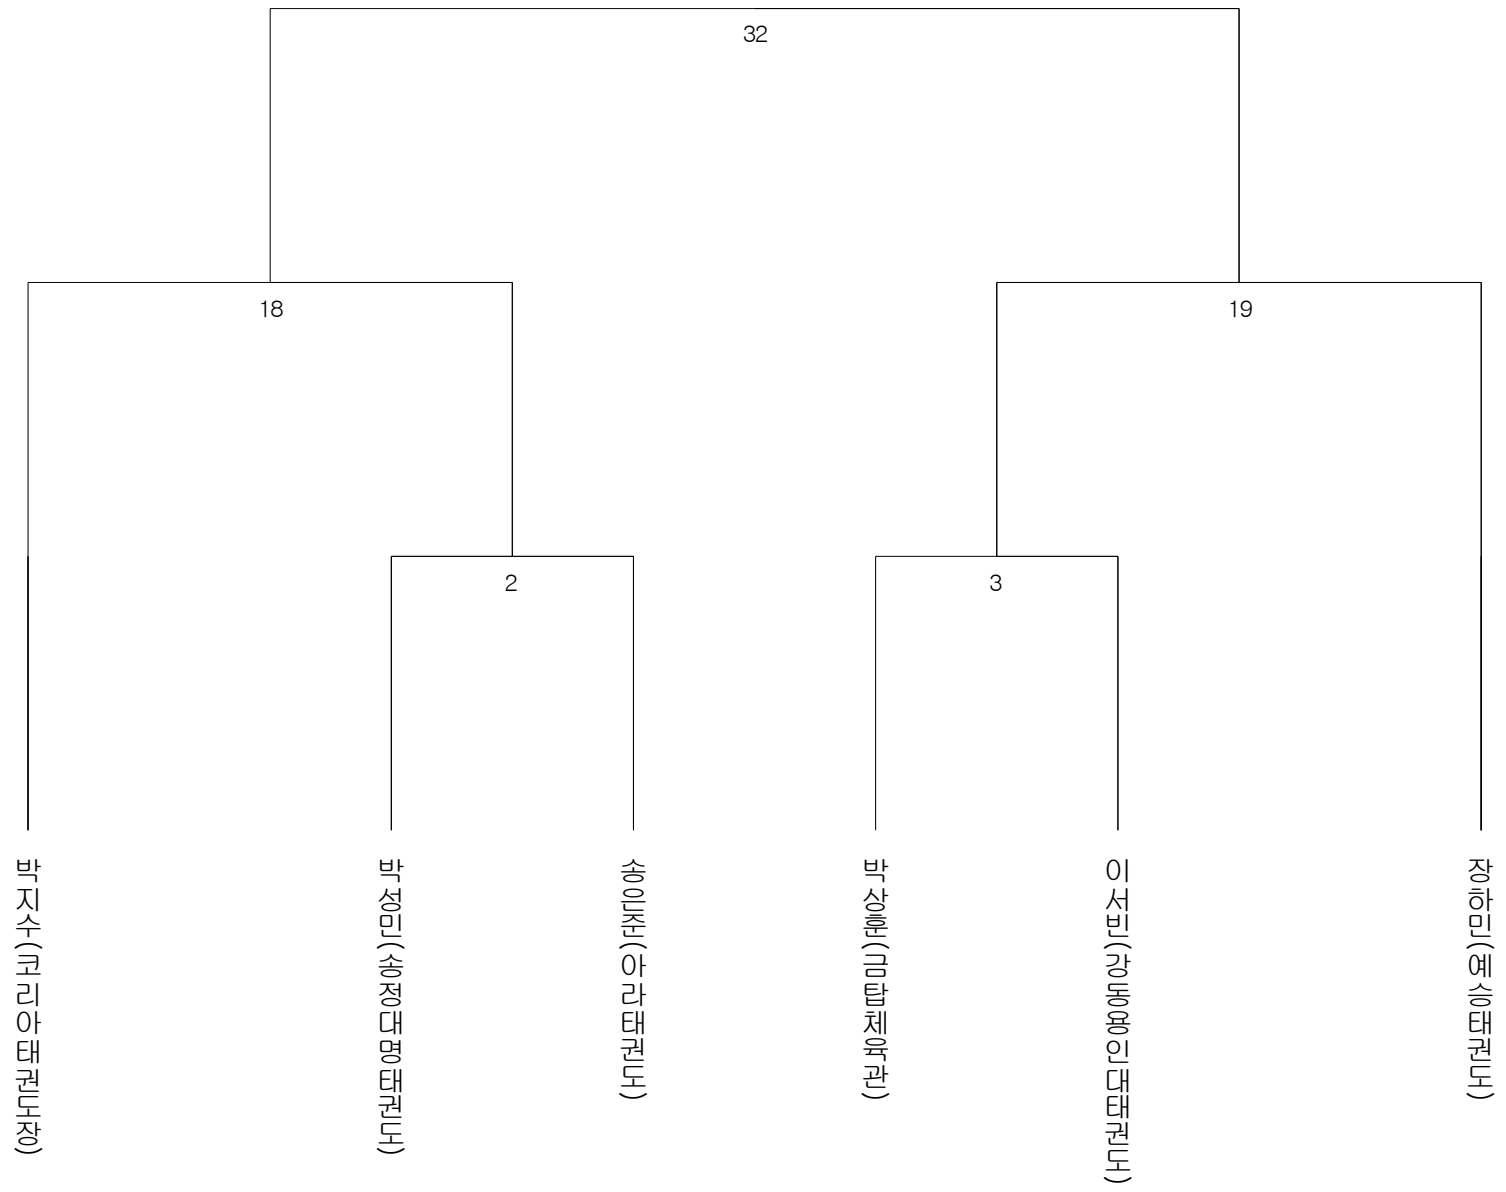 32
18
19
2
3
박지수(코리아태권도장)
박성민(송정대명태권도)
송은준(아라태권도)
박상훈(금탑체육관)
이서빈(강동용인대태권도)
장하민(예승태권도)